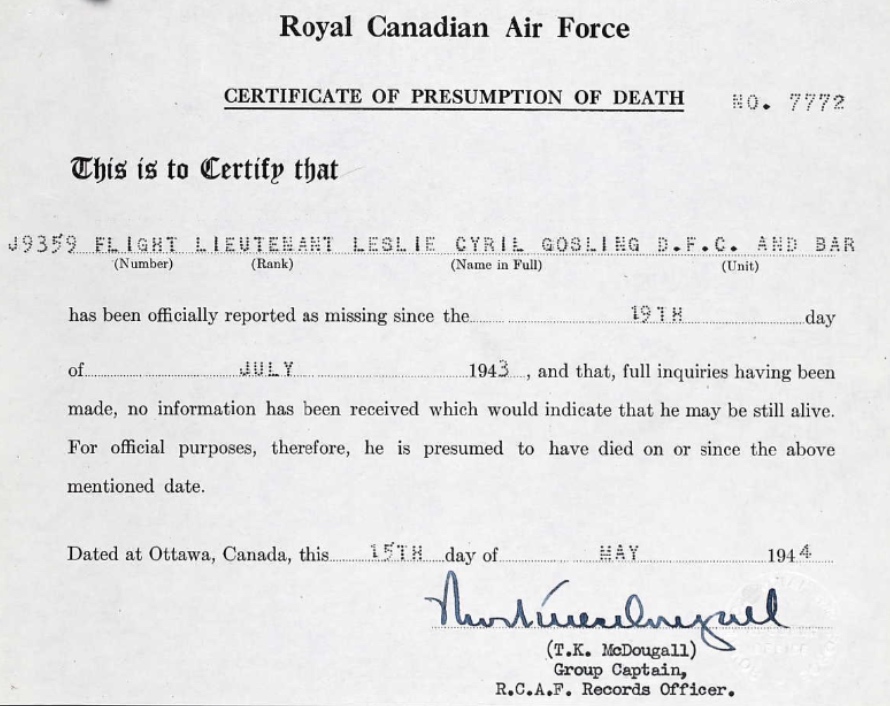 Royal Canadian Air Force
CERTIFICATE OF PRESUMPTION OF DEATH NO. 7772
This is to Certify that
J9359 FLIGHT LIEUTENANT LESLIE CYRIL GOSLING D.F.C. AND BAR
(Number) (Rank) (Name in Full) (Unit)
has been officially reported as missing since the 19TH day
of JULY 1943, and that, full inquiries having been
made, no information has been received which would indicate that he may be still alive.
For official purposes, therefore, he is presumed to have died on or since the above
mentioned date.
Dated at Ottawa, Canada, this 15TH day of MAY 1944
(T.K. McDougall)
Group Captain,
R.C.A.F. Records Officer.